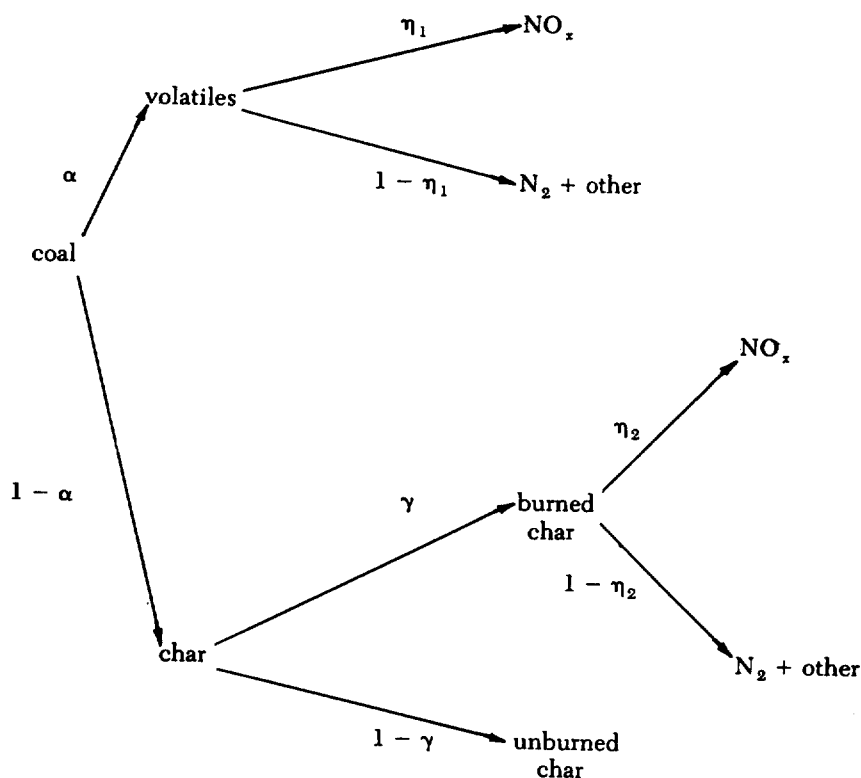 η₁
NOₓ
volatiles
α
1 - η₁
N₂ + other
coal
NOₓ
η₂
1 - α
γ
burned
char
1 - η₂
char
N₂ + other
1 - γ
unburned
char